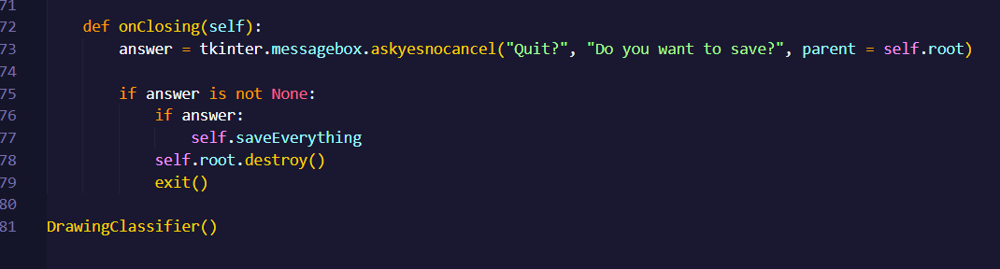 71
72 def onClosing(self):
73 answer = tkinter.messagebox.askyesnocancel("Quit?", "Do you want to save?", parent = self.root)
74
75 if answer is not None:
76 if answer:
77 self.saveEverything
78 self.root.destroy()
79 exit()
80
81 DrawingClassifier()